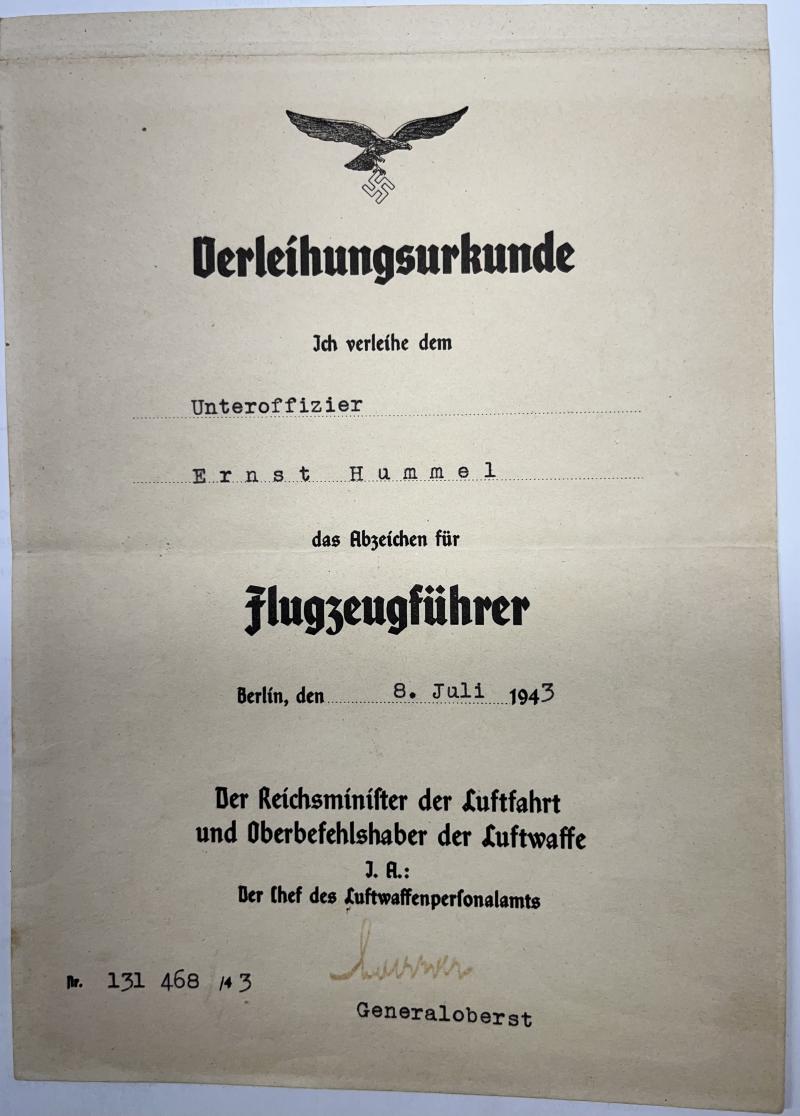 Verleihungsurkunde
Ich verleihe dem
Unteroffizier
Ernst Hummel
das Abzeichen für
Flugzeugführer
Berlin, den 8. Juli 1943
Der Reichsminister der Luftfahrt
und Oberbefehlshaber der Luftwaffe
I. A.:
Der Chef des Luftwaffenpersonalamts
Nr. 131 468 /43
Generaloberst